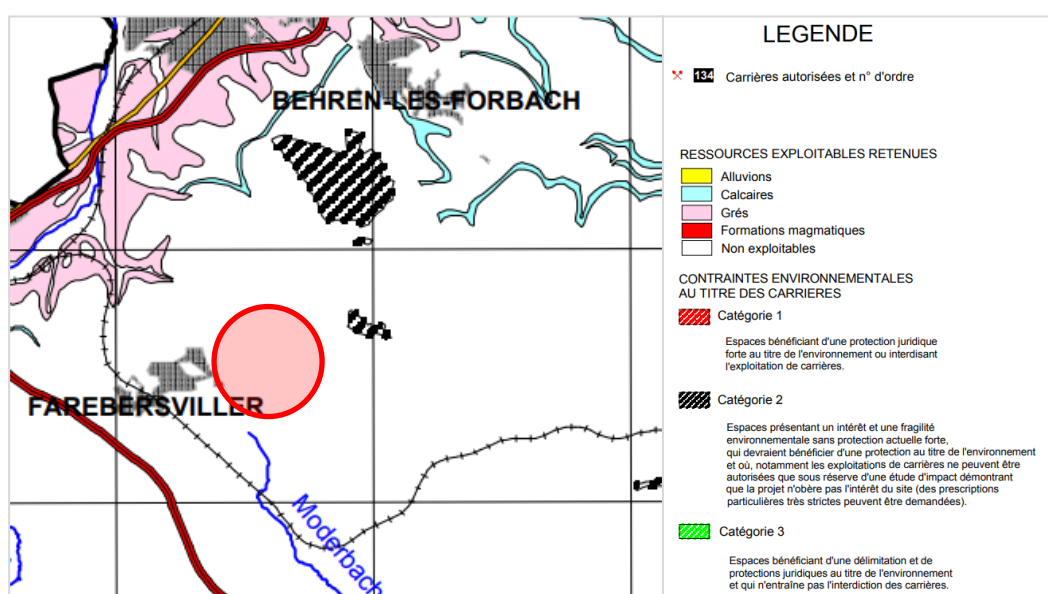 BEHREN-LES-FORBACH
FAREBERSVILLER
Moderbach
LEGENDE
134 Carrières autorisées et n° d'ordre
RESSOURCES EXPLOITABLES RETENUES
Alluvions
Calcaires
Grés
Formations magmatiques
Non exploitables
CONTRAINTES ENVIRONNEMENTALES
AU TITRE DES CARRIERES
Catégorie 1
Espaces bénéficiant d'une protection juridique
forte au titre de l'environnement ou interdisant
l'exploitation de carrières.
Catégorie 2
Espaces présentant un intérêt et une fragilité
environnementale sans protection actuelle forte,
qui devraient bénéficier d'une protection au titre de l'environnement
et où, notamment les exploitations de carrières ne peuvent être
autorisées que sous réserve d'une étude d'impact démontrant
que la projet n'obère pas l'intérêt du site (des prescriptions
particulières très strictes peuvent être demandées).
Catégorie 3
Espaces bénéficiant d'une délimitation et de
protections juridiques au titre de l'environnement
et qui n'entraîne pas l'interdiction des carrières.